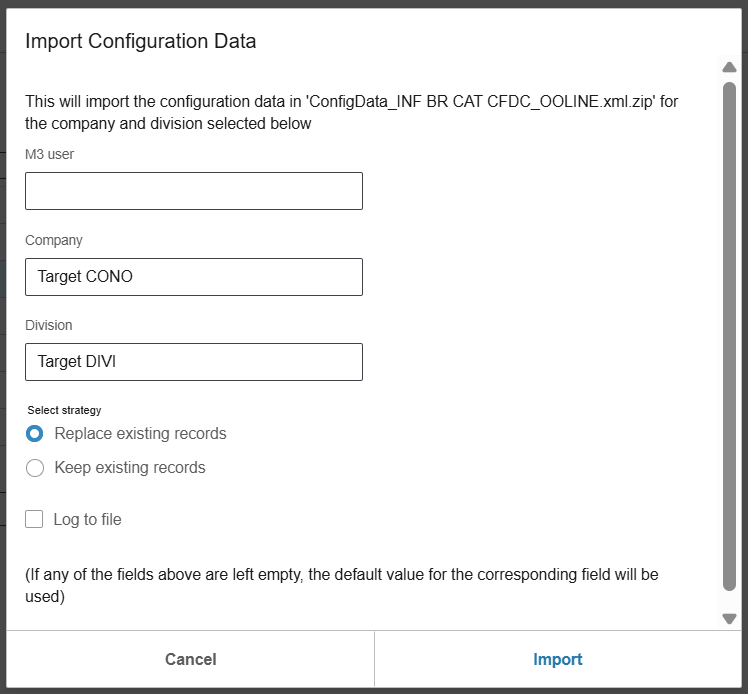 Import Configuration Data
This will import the configuration data in 'ConfigData_INF BR CAT CFDC_OOLINE.xml.zip' for
the company and division selected below
M3 user
Company
Target CONO
Division
Target DIVI
Select strategy
Replace existing records
Keep existing records
Log to file
(If any of the fields above are left empty, the default value for the corresponding field will be
used)
Cancel
Import